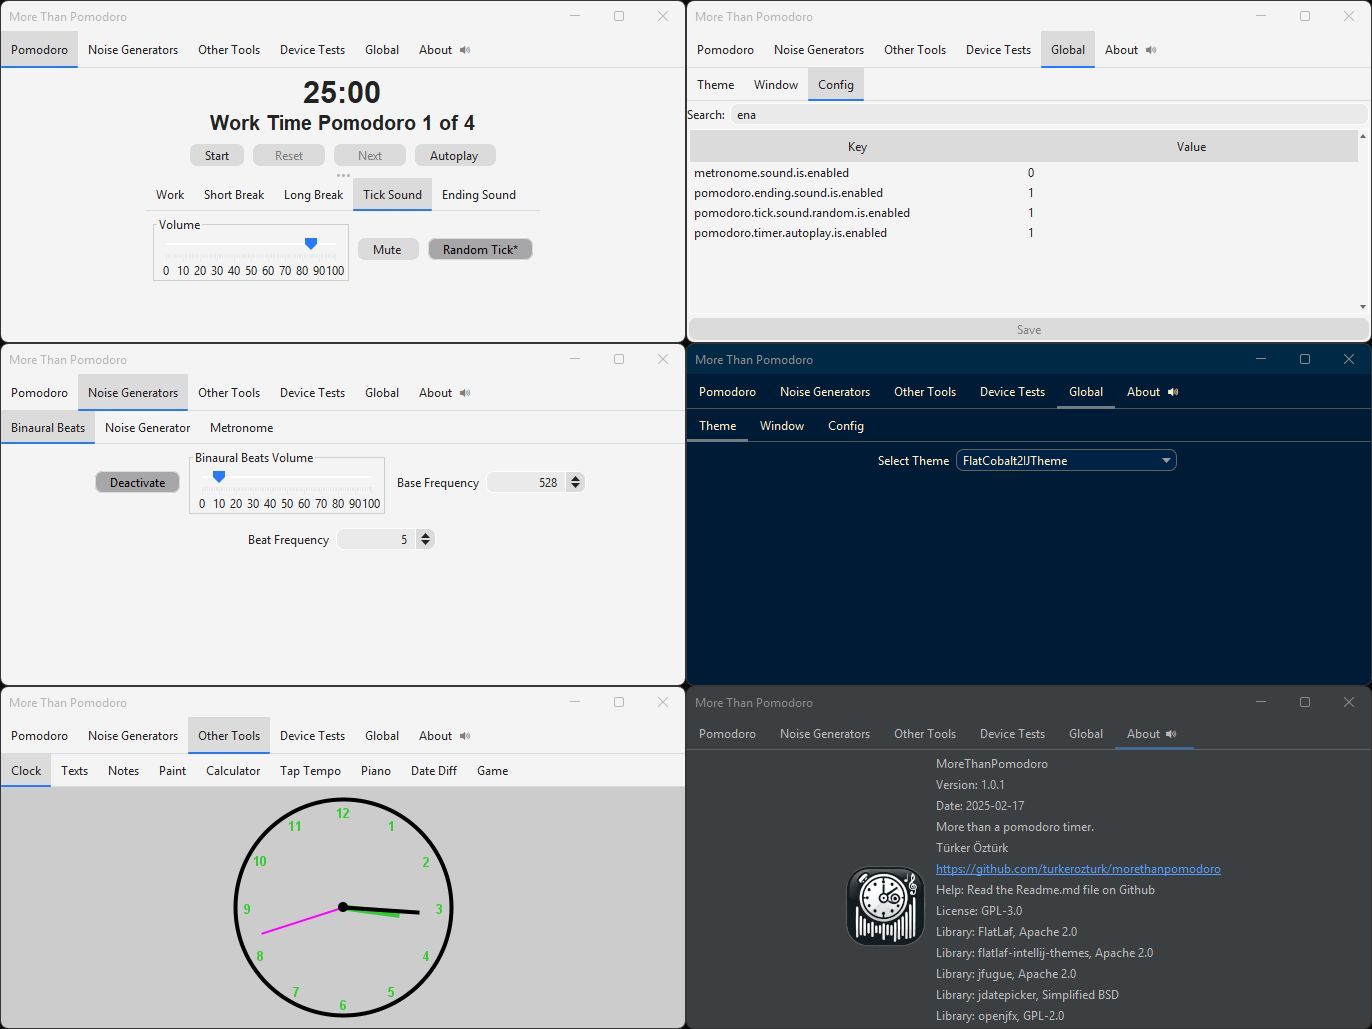 More Than Pomodoro
Pomodoro Noise Generators Other Tools Device Tests Global About
25:00
Work Time Pomodoro 1 of 4
Start Reset Next Autoplay
Work Short Break Long Break Tick Sound Ending Sound
Volume
0 10 20 30 40 50 60 70 80 90 100
Mute Random Tick*
More Than Pomodoro
Pomodoro Noise Generators Other Tools Device Tests Global About
Theme Window Config
Search: ena
Key Value
metronome.sound.is.enabled 0
pomodoro.ending.sound.is.enabled 1
pomodoro.tick.sound.random.is.enabled 1
pomodoro.timer.autoplay.is.enabled 1
Save
More Than Pomodoro
Pomodoro Noise Generators Other Tools Device Tests Global About
Binaural Beats Noise Generator Metronome
Binaural Beats Volume
Deactivate
0 10 20 30 40 50 60 70 80 90 100
Base Frequency 528
Beat Frequency 5
More Than Pomodoro
Pomodoro Noise Generators Other Tools Device Tests Global About
Theme Window Config
Select Theme FlatCobalt2IJTheme
More Than Pomodoro
Pomodoro Noise Generators Other Tools Device Tests Global About
Clock Texts Notes Paint Calculator Tap Tempo Piano Date Diff Game
12
11 1
10 2
9 3
8 4
7 5
6
More Than Pomodoro
Pomodoro Noise Generators Other Tools Device Tests Global About
MoreThanPomodoro
Version: 1.0.1
Date: 2025-02-17
More than a pomodoro timer.
Türker Öztürk
https://github.com/turkerozturk/morethanpomodoro
Help: Read the Readme.md file on Github
License: GPL-3.0
Library: FlatLaf, Apache 2.0
Library: flatlaf-intellij-themes, Apache 2.0
Library: jfugue, Apache 2.0
Library: jdatepicker, Simplified BSD
Library: openjfx, GPL-2.0